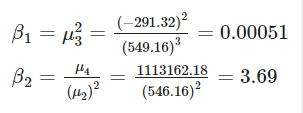 β₁ = μ₃² = (−291.32)² / (549.16)³ = 0.00051
β₂ = μ₄ / (μ₂)² = 1113162.18 / (546.16)² = 3.69